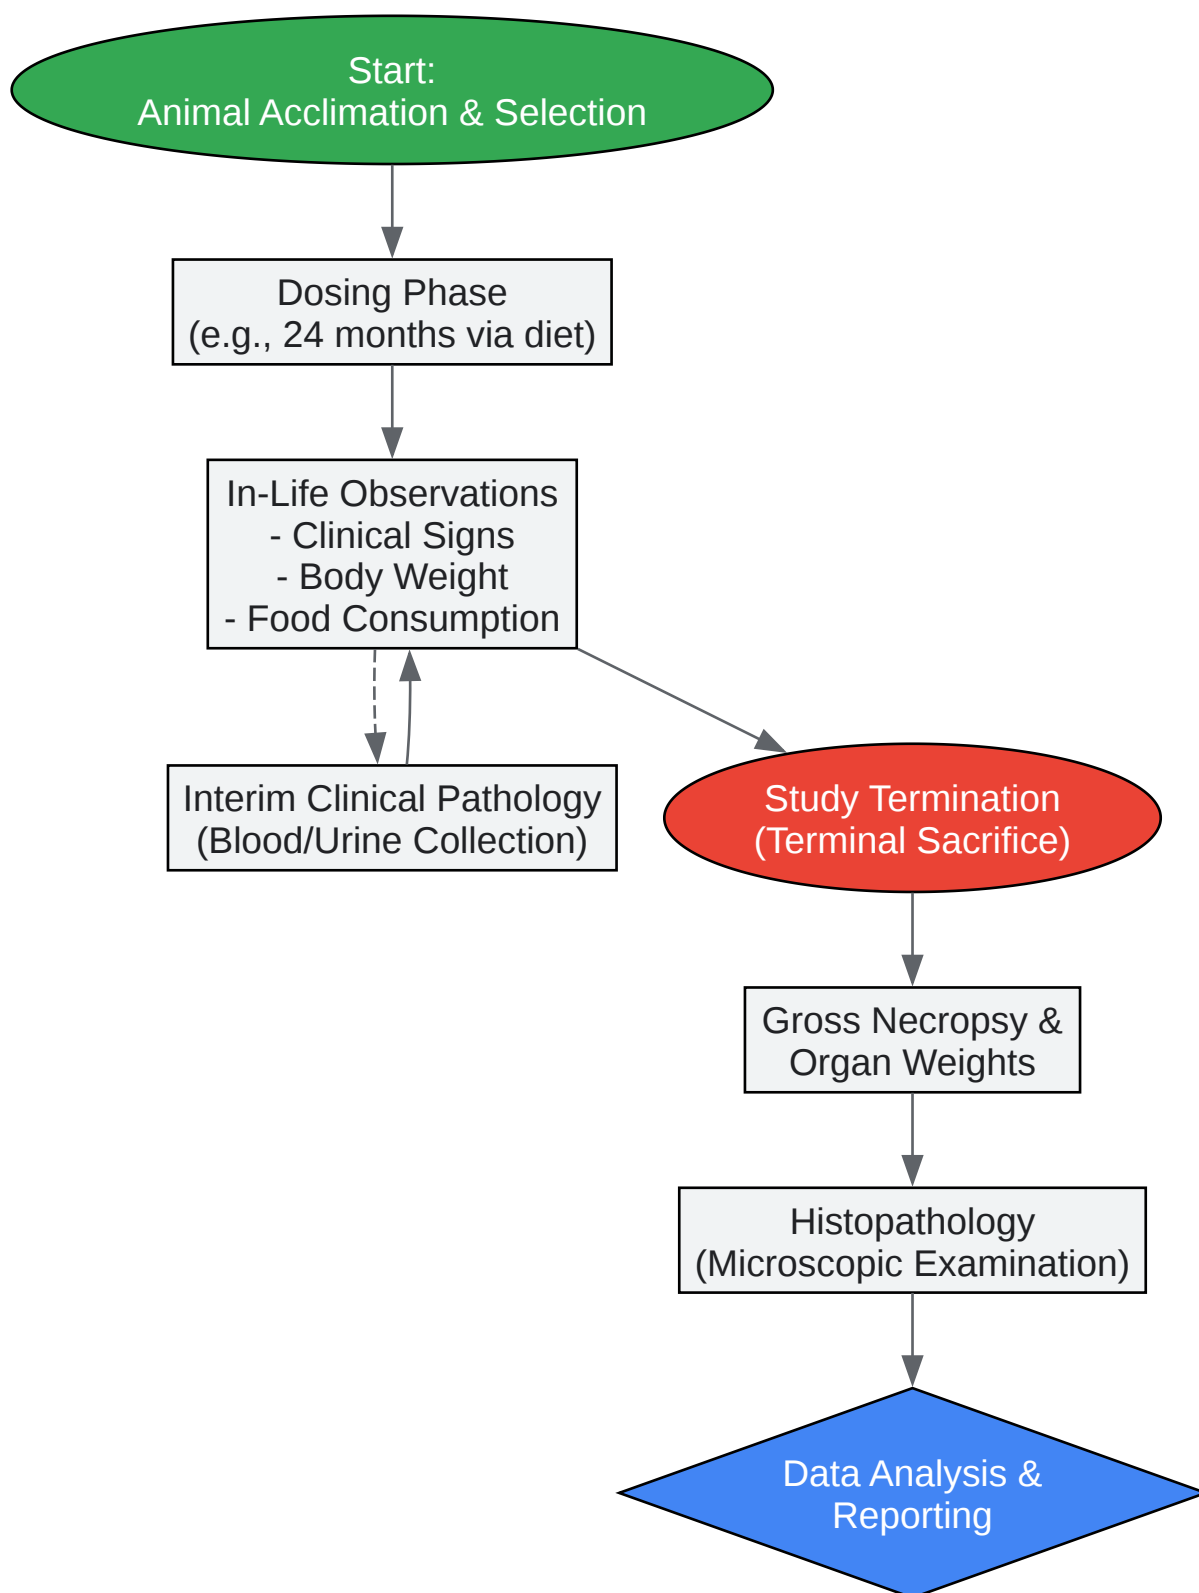 Start:
Animal Acclimation & Selection
Dosing Phase
(e.g., 24 months via diet)
In-Life Observations
- Clinical Signs
- Body Weight
- Food Consumption
Interim Clinical Pathology
(Blood/Urine Collection)
Study Termination
(Terminal Sacrifice)
Gross Necropsy &
Organ Weights
Histopathology
(Microscopic Examination)
Data Analysis &
Reporting